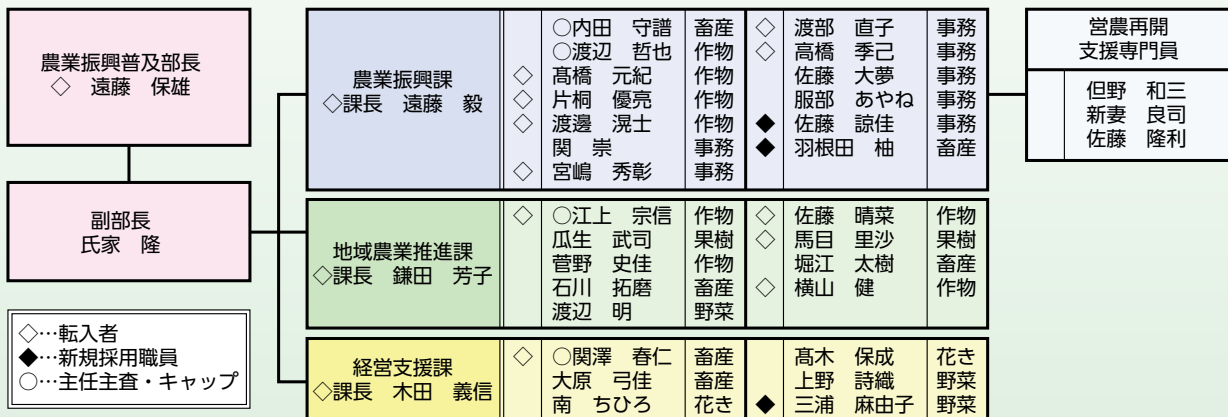 農業振興普及部長
◇ 遠藤 保雄
副部長
氏家 隆
◇…転入者
◆…新規採用職員
○…主任主査・キャップ
農業振興課
◇課長 遠藤 毅
○内田 守譜 畜産
○渡辺 哲也 作物
◇ 髙橋 元紀 作物
◇ 片桐 優亮 作物
◇ 渡邊 滉士 作物
関 崇 事務
◇ 宮嶋 秀彰 事務
◇ 渡部 直子 事務
◇ 高橋 季己 事務
佐藤 大夢 事務
服部 あやね 事務
◆ 佐藤 諒佳 事務
◆ 羽根田 柚 畜産
営農再開
支援専門員
但野 和三
新妻 良司
佐藤 隆利
地域農業推進課
◇課長 鎌田 芳子
◇ ○江上 宗信 作物
瓜生 武司 果樹
菅野 史佳 作物
石川 拓磨 畜産
渡辺 明 野菜
◇ 佐藤 晴菜 作物
◇ 馬目 里沙 果樹
堀江 太樹 畜産
◇ 横山 健 作物
経営支援課
◇課長 木田 義信
◇ ○関澤 春仁 畜産
大原 弓佳 畜産
南 ちひろ 花き
髙木 保成 花き
上野 詩織 野菜
◆ 三浦 麻由子 野菜